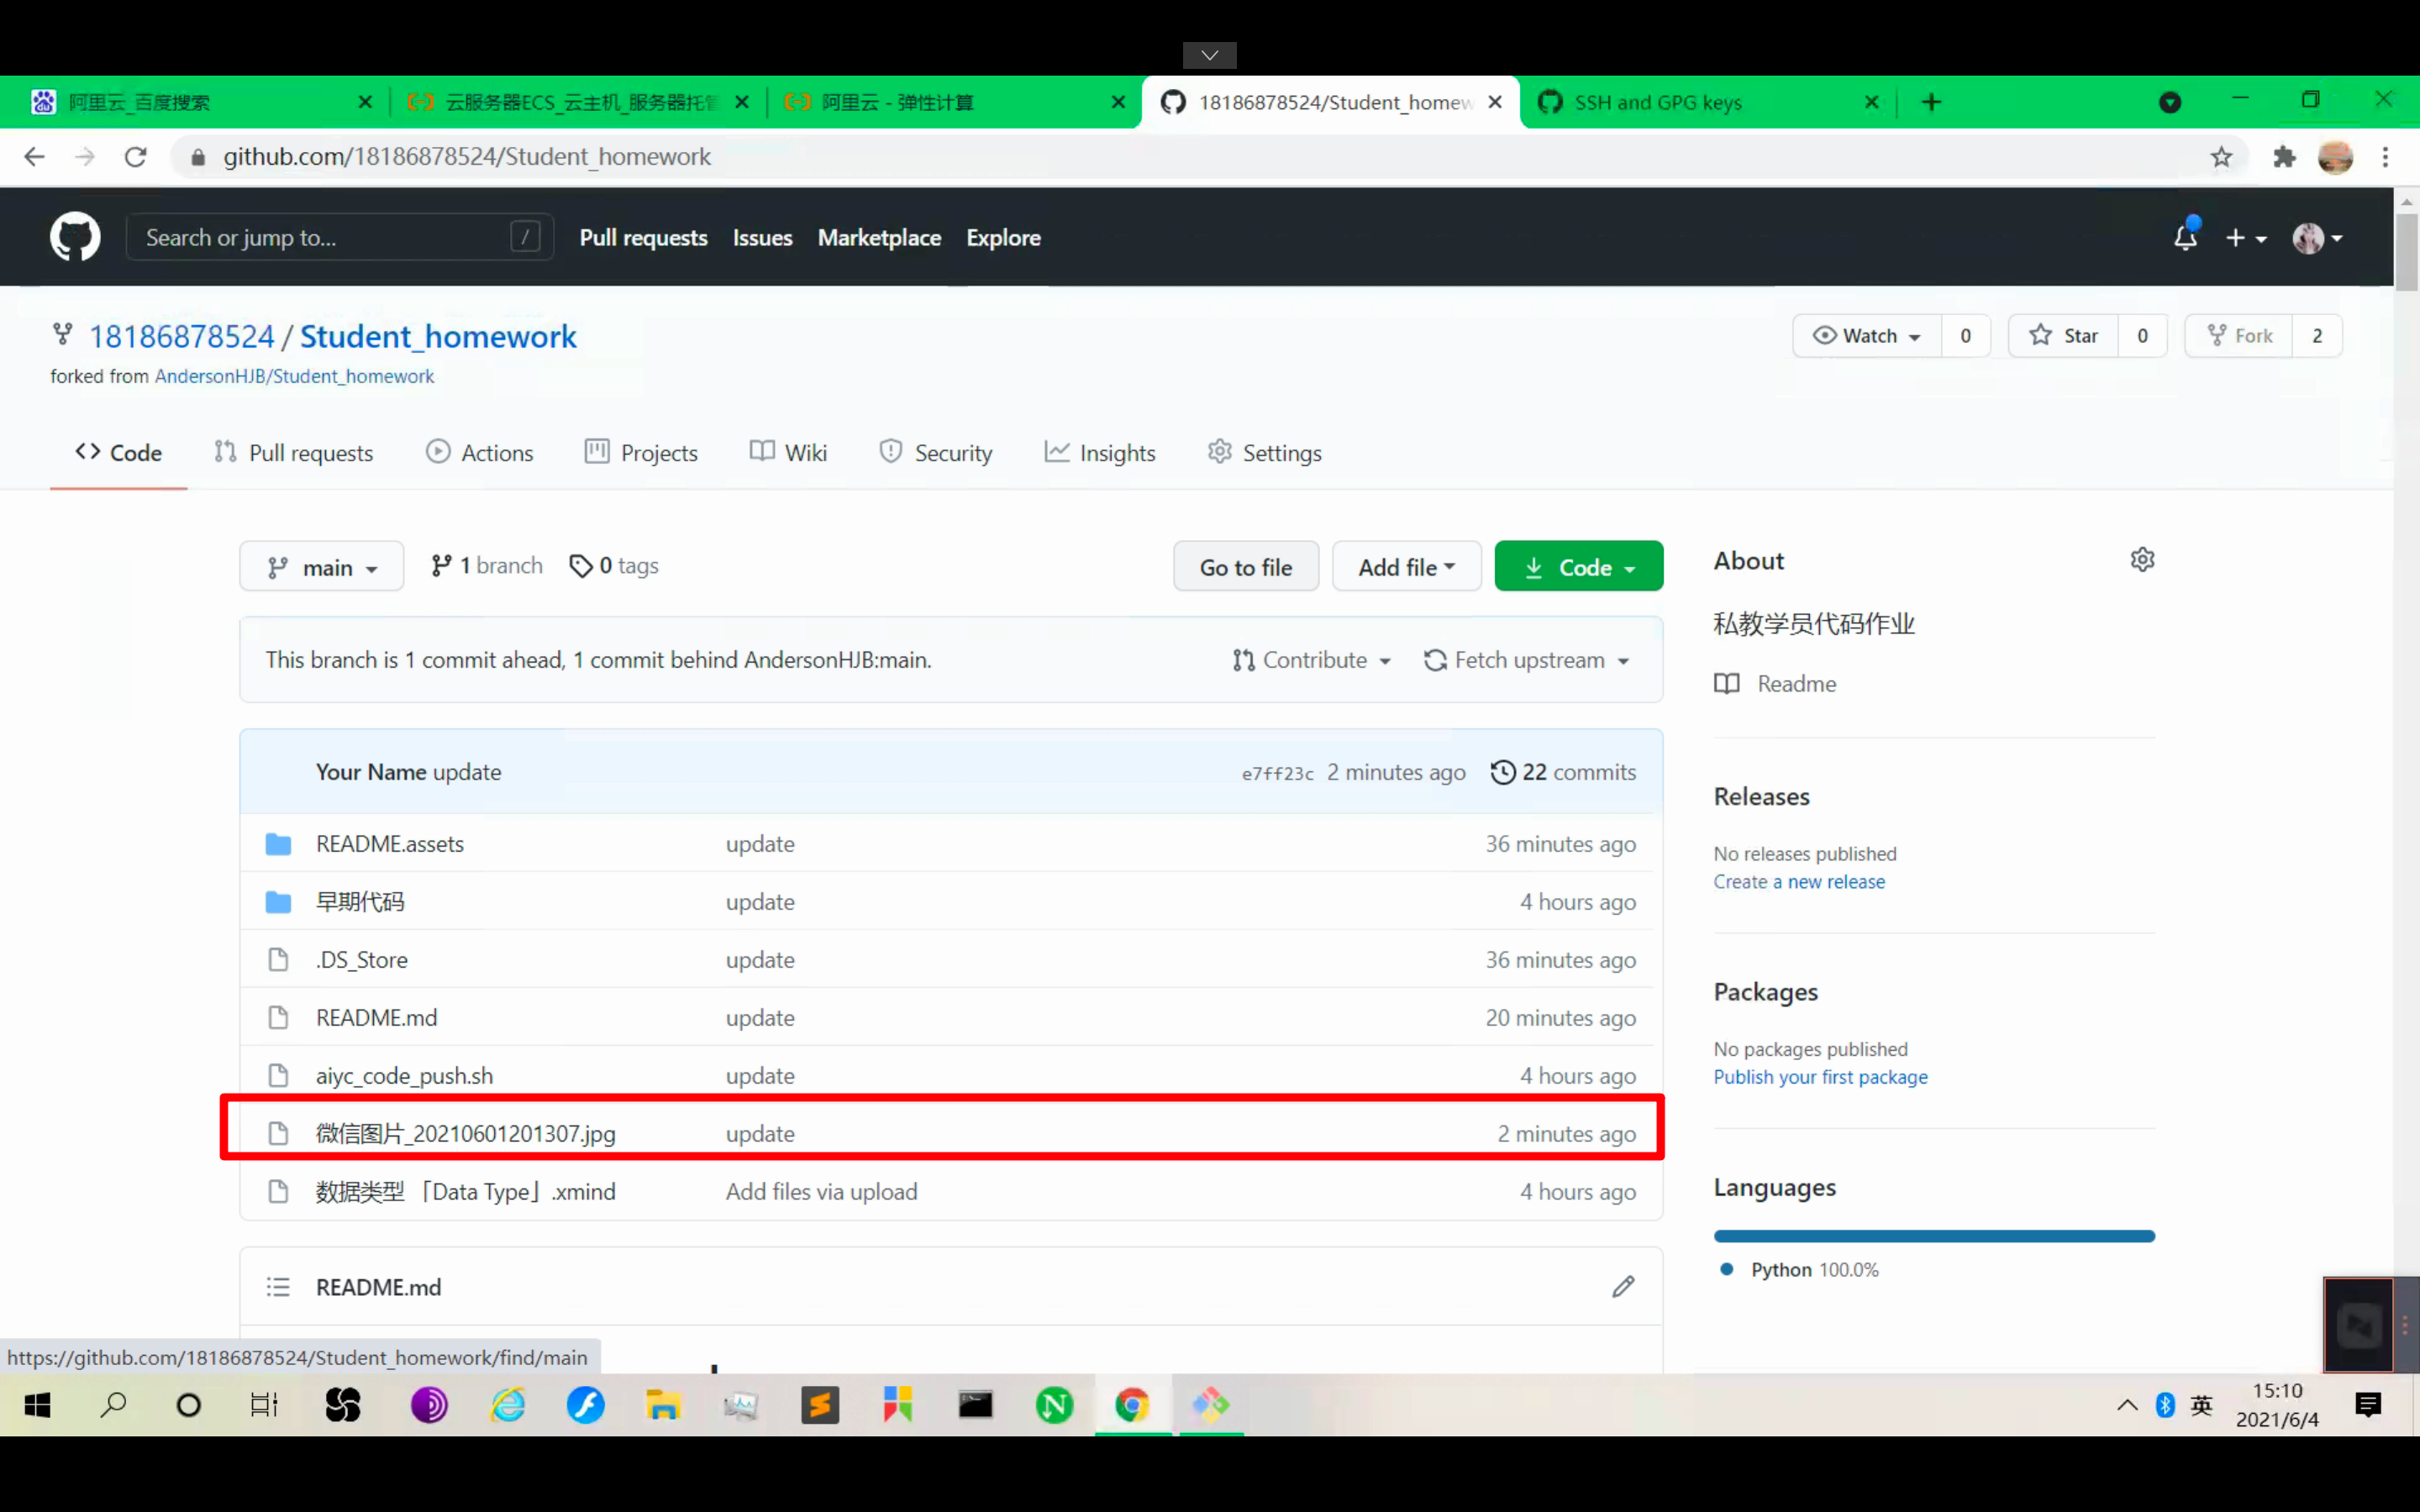 阿里云_百度搜索
云服务器ECS_云主机_服务器托管
阿里云 - 弹性计算
18186878524/Student_homew
SSH and GPG keys
github.com/18186878524/Student_homework
Search or jump to... /
Pull requests Issues Marketplace Explore
18186878524 / Student_homework
Watch 0 Star 0 Fork 2
forked from AndersonHJB/Student_homework
Code Pull requests Actions Projects Wiki Security Insights Settings
main 1 branch 0 tags Go to file Add file Code
This branch is 1 commit ahead, 1 commit behind AndersonHJB:main. Contribute Fetch upstream
Your Name update e7ff23c 2 minutes ago 22 commits
README.assets update 36 minutes ago
早期代码 update 4 hours ago
.DS_Store update 36 minutes ago
README.md update 20 minutes ago
aiyc_code_push.sh update 4 hours ago
微信图片_20210601201307.jpg update 2 minutes ago
数据类型「Data Type」.xmind Add files via upload 4 hours ago
README.md
About
私教学员代码作业
Readme
Releases
No releases published
Create a new release
Packages
No packages published
Publish your first package
Languages
Python 100.0%
https://github.com/18186878524/Student_homework/find/main
英
15:10
2021/6/4